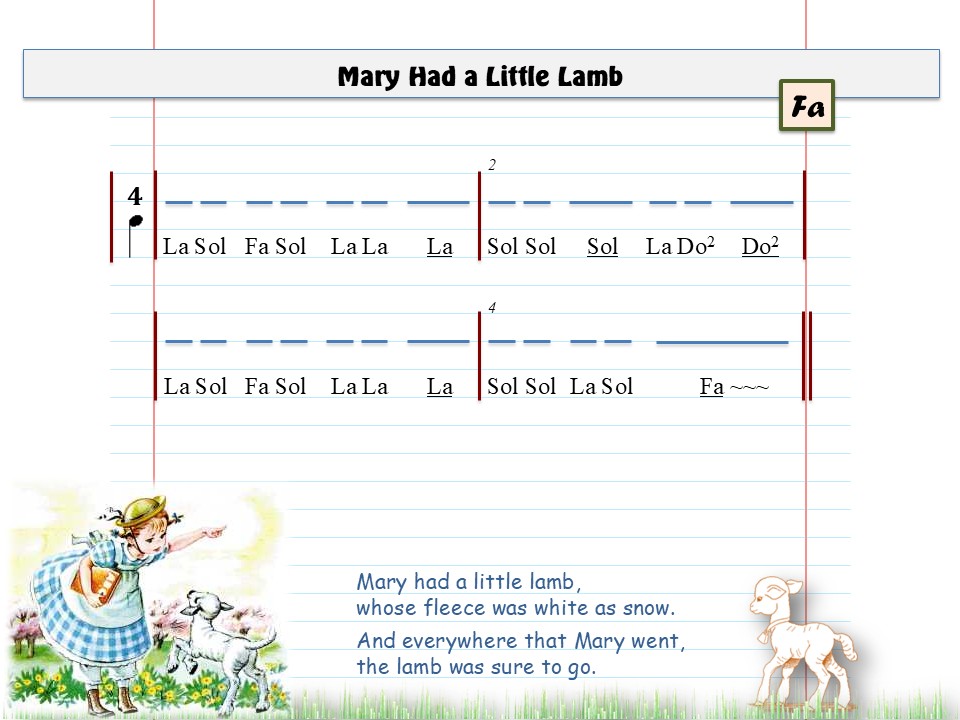 Mary Had a Little Lamb
Fa
2
4
La Sol Fa Sol La La La Sol Sol Sol La Do² Do²
4
La Sol Fa Sol La La La Sol Sol La Sol Fa ~~~
Mary had a little lamb,
whose fleece was white as snow.
And everywhere that Mary went,
the lamb was sure to go.